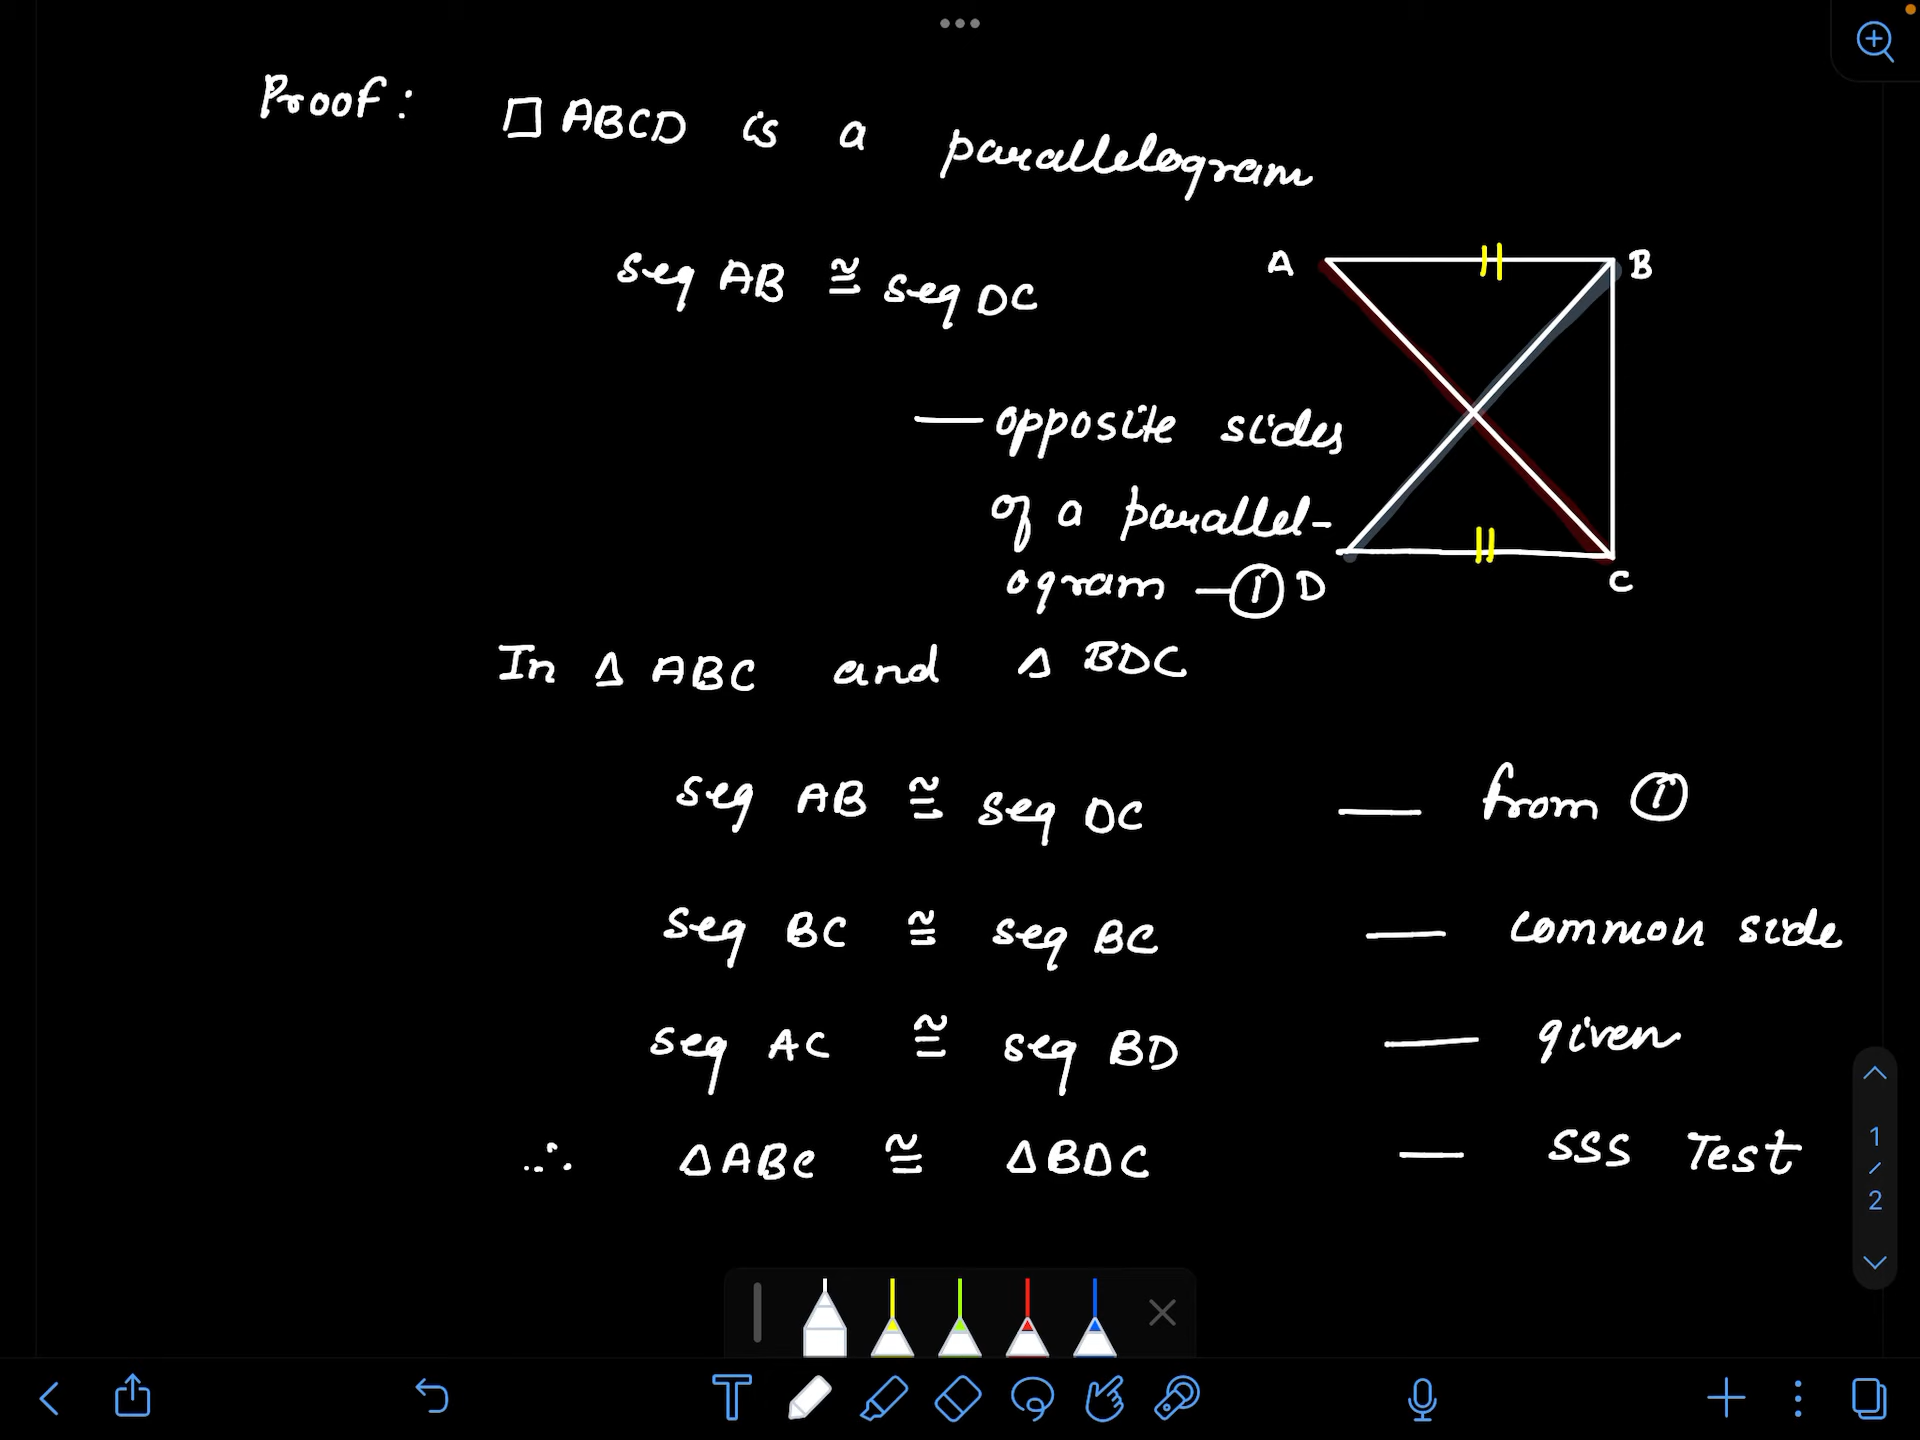 Proof: □ ABCD is a parallelogram
seg AB ≅ seg DC
A B
— opposite sides
of a parallel-
ogram — ① D
C
In Δ ABC and Δ BDC
seg AB ≅ seg DC — from ①
seg BC ≅ seg BC — common side
seg AC ≅ seg BD — given
∴ ΔABC ≅ ΔBDC — SSS Test
1
/
2